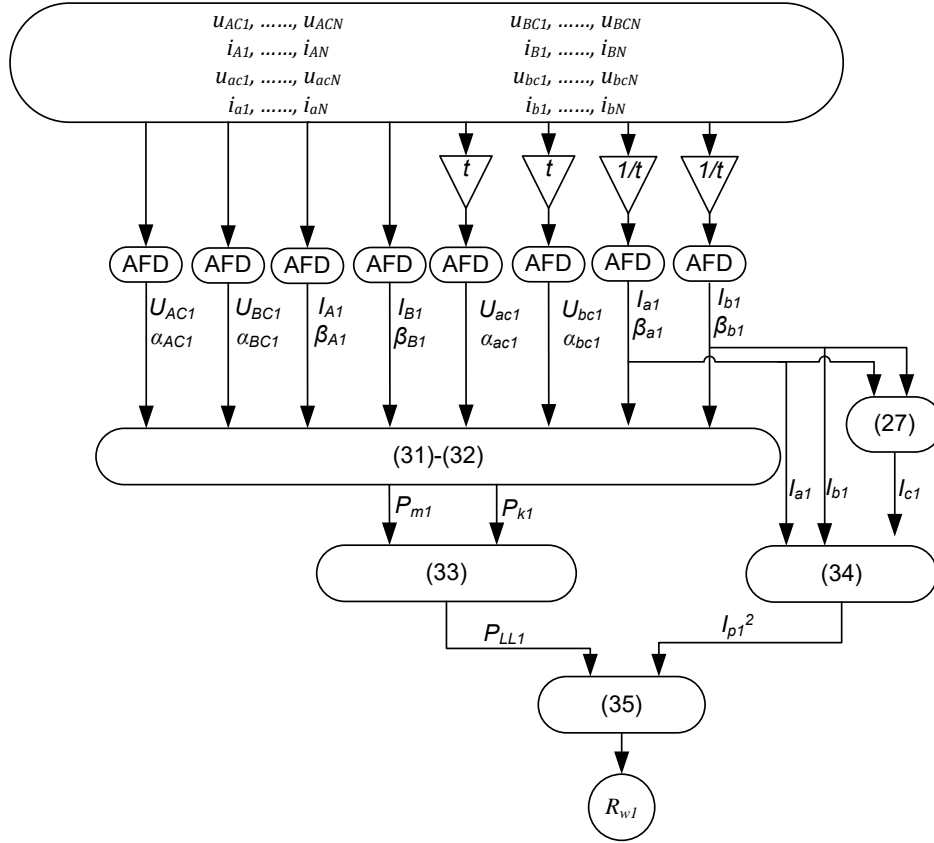 u_AC1, ......, u_ACN u_BC1, ......, u_BCN
i_A1, ......, i_AN i_B1, ......, i_BN
u_ac1, ......, u_acN u_bc1, ......, u_bcN
i_a1, ......, i_aN i_b1, ......, i_bN
t t 1/t 1/t
AFD AFD AFD AFD AFD AFD AFD AFD
U_AC1 U_BC1 I_A1 I_B1 U_ac1 U_bc1 I_a1 I_b1
α_AC1 α_BC1 β_A1 β_B1 α_ac1 α_bc1 β_a1 β_b1
(27)
(31)-(32)
I_a1 I_b1 I_c1
P_m1 P_k1
(33) (34)
P_LL1 I_p1²
(35)
R_w1